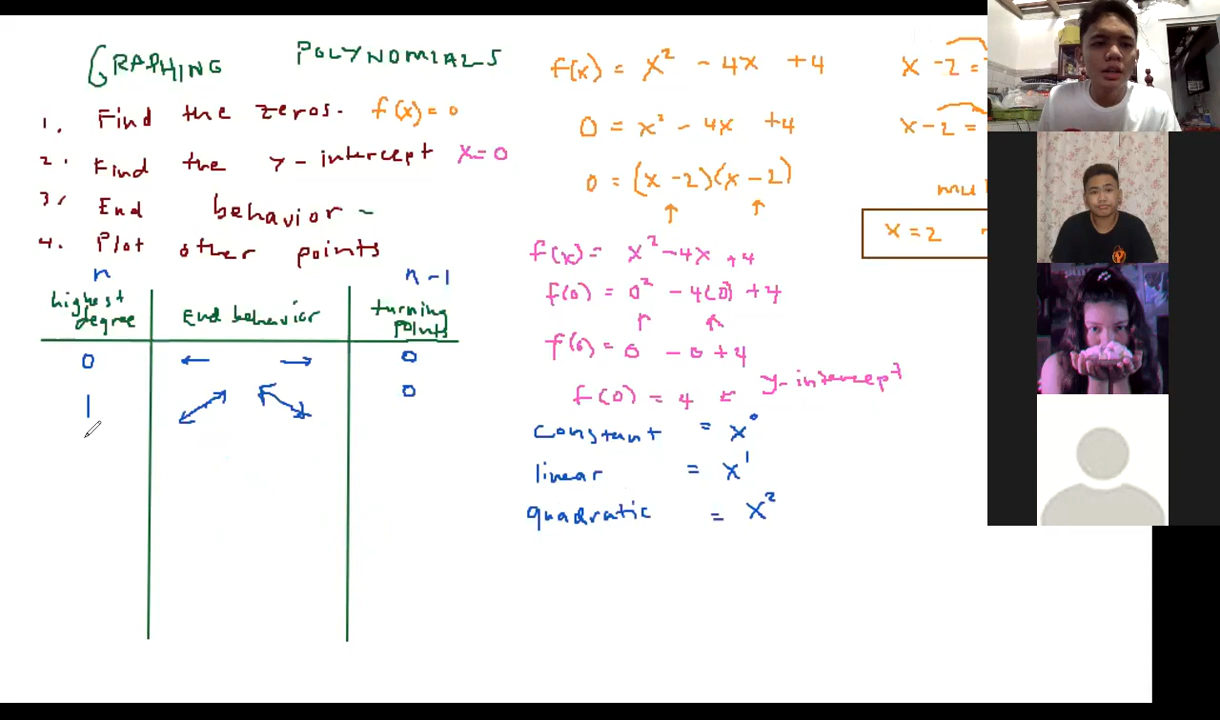 GRAPHING POLYNOMIALS
1. Find the zeros. f(x) = 0
2. Find the y-intercept x=0
3. End behavior -
4. Plot other points
n n-1
highest degree End behavior turning points
0 ← → 0
1 0
f(x) = x² - 4x +4
0 = x² - 4x +4
0 = (x -2)(x -2)
f(x) = x² -4x +4
f(0) = 0² - 4(0) +4
f(0) = 0 - 0 +4
f(0) = 4 ← y-intercept
constant = x⁰
linear = x¹
quadratic = x²
x -2 =
x -2 =
mul
x = 2